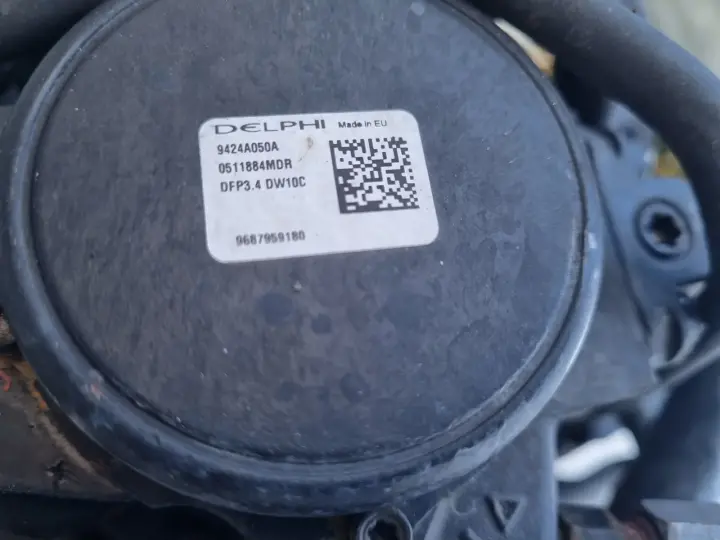 DELPHI Made in EU
9424A050A
0511884MDR
DFP3.4 DW10C
9687959180